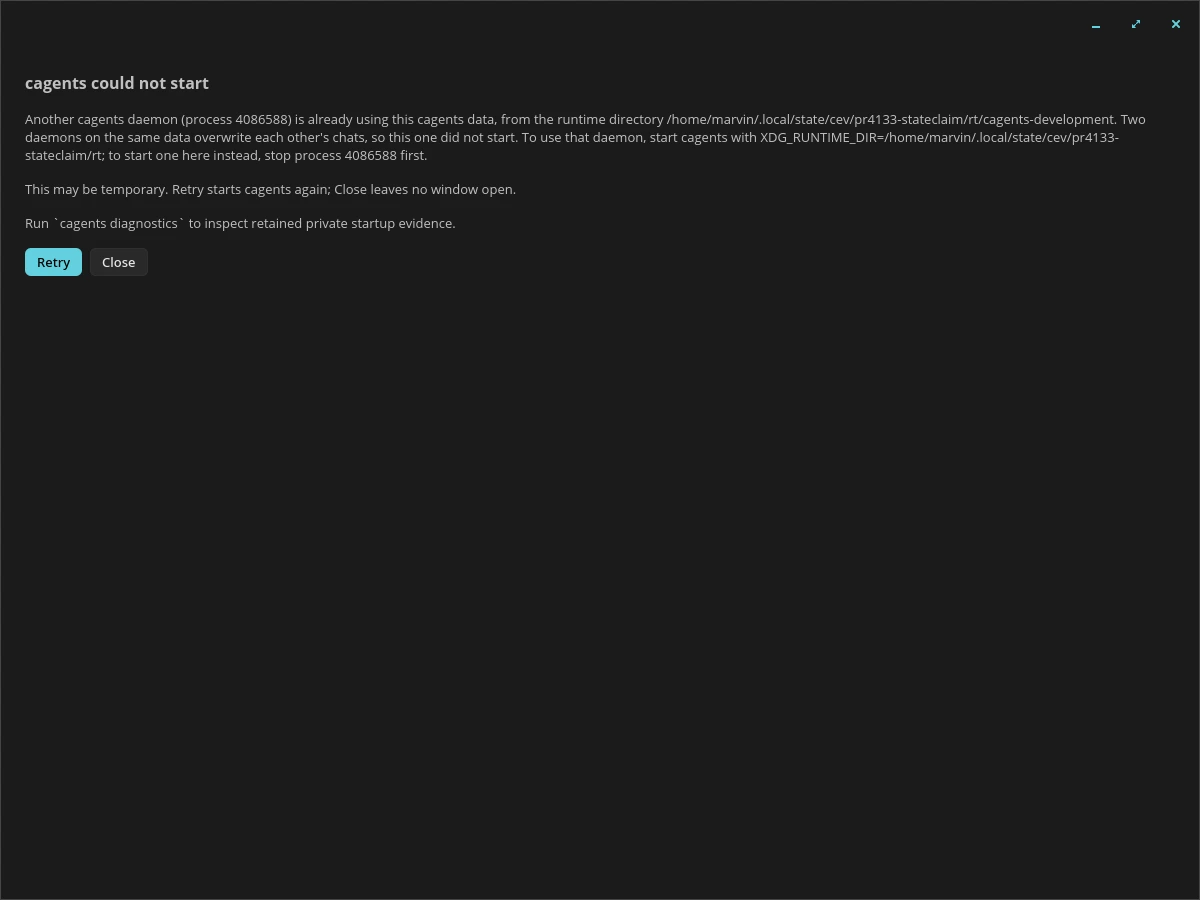 cagents could not start
Another cagents daemon (process 4086588) is already using this cagents data, from the runtime directory /home/marvin/.local/state/cev/pr4133-stateclaim/rt/cagents-development. Two
daemons on the same data overwrite each other's chats, so this one did not start. To use that daemon, start cagents with XDG_RUNTIME_DIR=/home/marvin/.local/state/cev/pr4133-
stateclaim/rt; to start one here instead, stop process 4086588 first.
This may be temporary. Retry starts cagents again; Close leaves no window open.
Run `cagents diagnostics` to inspect retained private startup evidence.
Retry Close